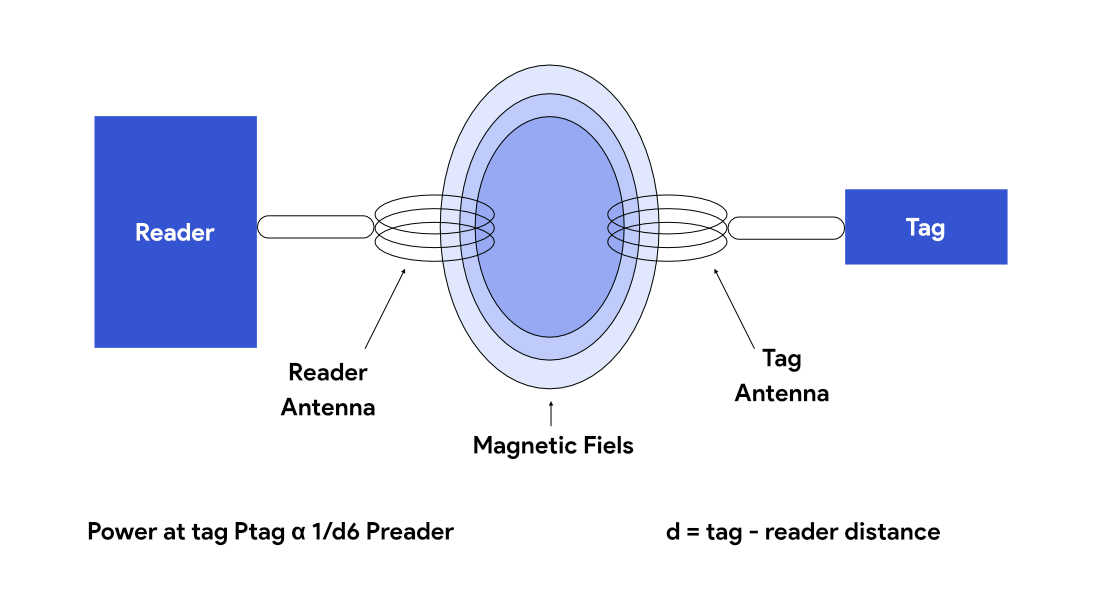 Reader
Tag
Reader
Antenna
Tag
Antenna
Magnetic Fiels
Power at tag Ptag α 1/d6 Preader
d = tag - reader distance